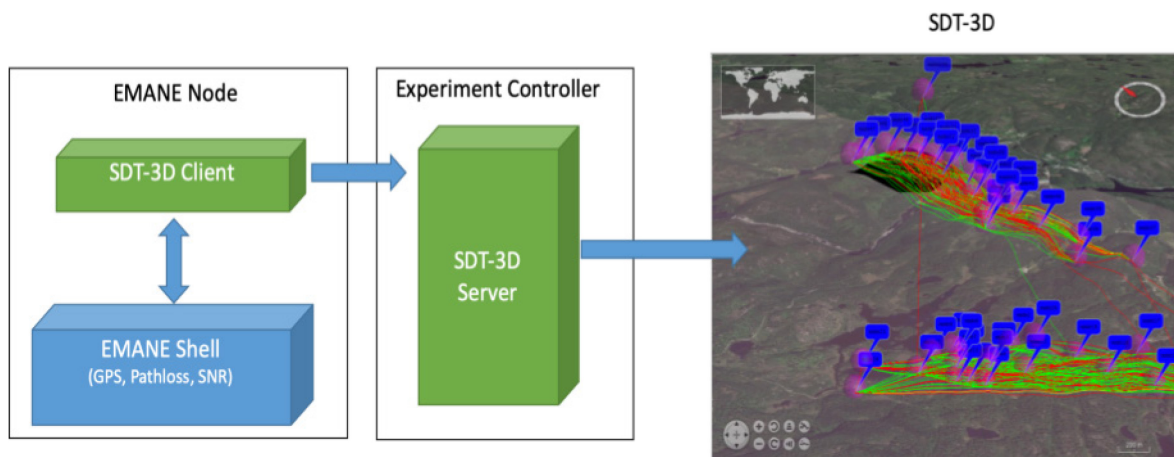 SDT-3D
EMANE Node
SDT-3D Client
EMANE Shell
(GPS, Pathloss, SNR)
Experiment Controller
SDT-3D
Server